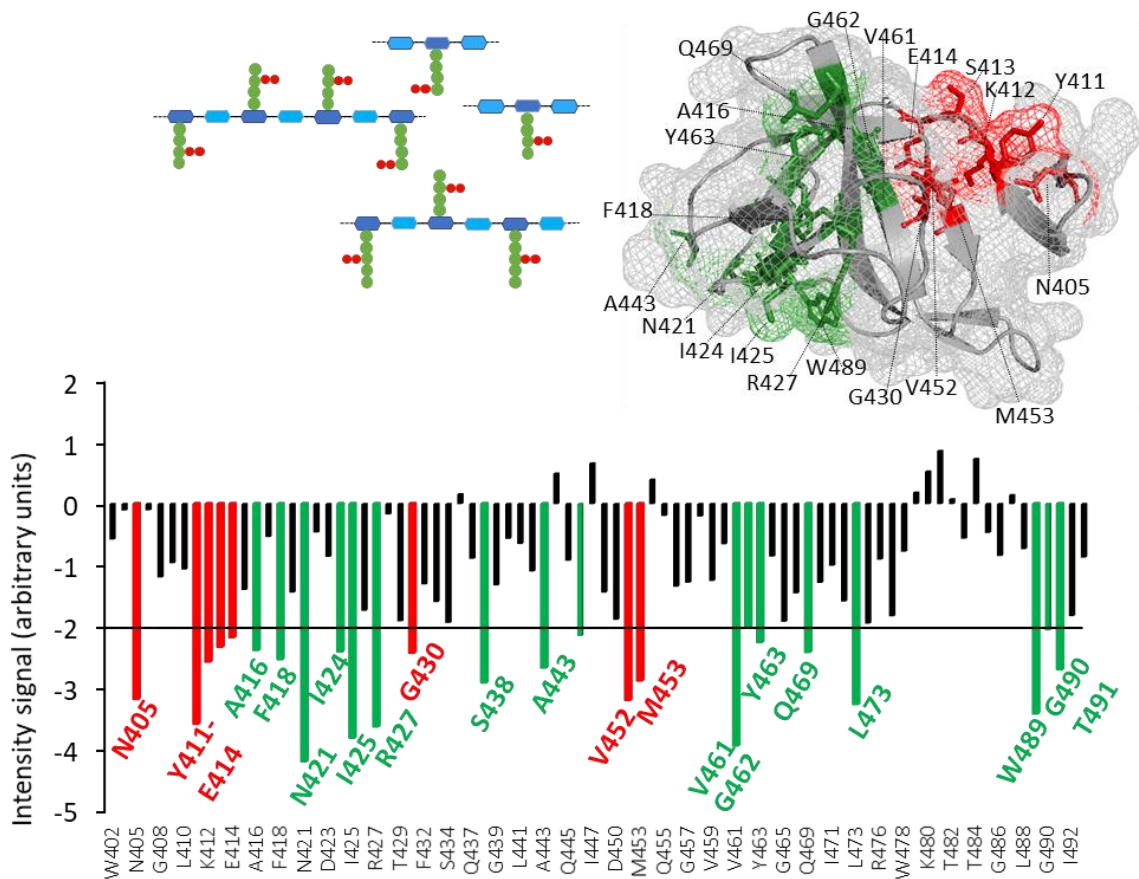 G462
V461
Q469
E414
S413
Y411
K412
A416
Y463
F418
N405
A443
N421
I424
I425
W489
R427
V452
G430
M453
Intensity signal (arbitrary units)
2
1
0
-1
-2
-3
-4
-5
N405
Y411-
E414
A416
F418
N421
I424
I425
R427
G430
S438
A443
V452
M453
V461
G462
Y463
Q469
L473
W489
G490
T491
W402
N405
G408
L410
K412
E414
A416
F418
N421
D423
I425
R427
T429
F432
S434
Q437
G439
L441
A443
Q445
I447
D450
M453
Q455
G457
V459
V461
Y463
G465
Q469
I471
L473
R476
W478
K480
T482
T484
G486
L488
G490
I492